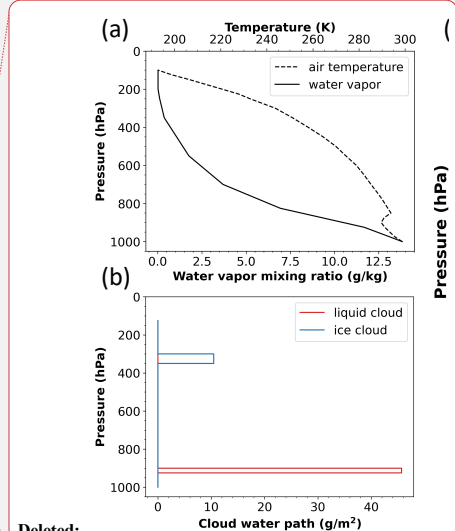 (a)
Temperature (K)
200 220 240 260 280 300
0
200
400
600
800
1000
Pressure (hPa)
air temperature
water vapor
0.0 2.5 5.0 7.5 10.0 12.5
Water vapor mixing ratio (g/kg)
(b)
0
200
400
600
800
1000
Pressure (hPa)
liquid cloud
ice cloud
0 10 20 30 40
Cloud water path (g/m²)
Pressure (hPa)
(
Deleted: